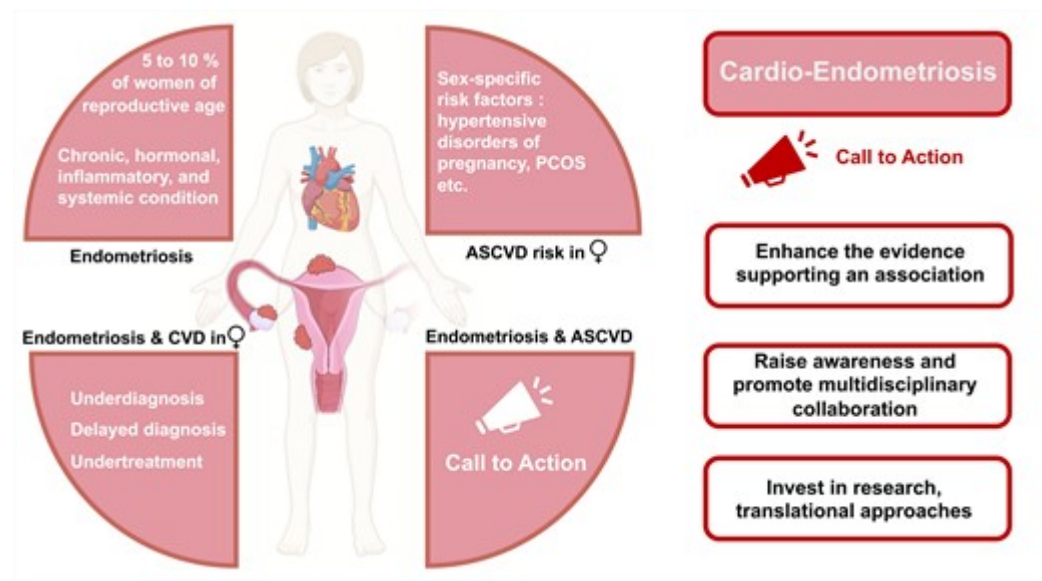 5 to 10 %
of women of
reproductive age
Chronic, hormonal,
inflammatory, and
systemic condition
Endometriosis
Sex-specific
risk factors :
hypertensive
disorders of
pregnancy, PCOS
etc.
ASCVD risk in ♀
Endometriosis & CVD in ♀
Underdiagnosis
Delayed diagnosis
Undertreatment
Endometriosis & ASCVD
Call to Action
Cardio-Endometriosis
Call to Action
Enhance the evidence
supporting an association
Raise awareness and
promote multidisciplinary
collaboration
Invest in research,
translational approaches